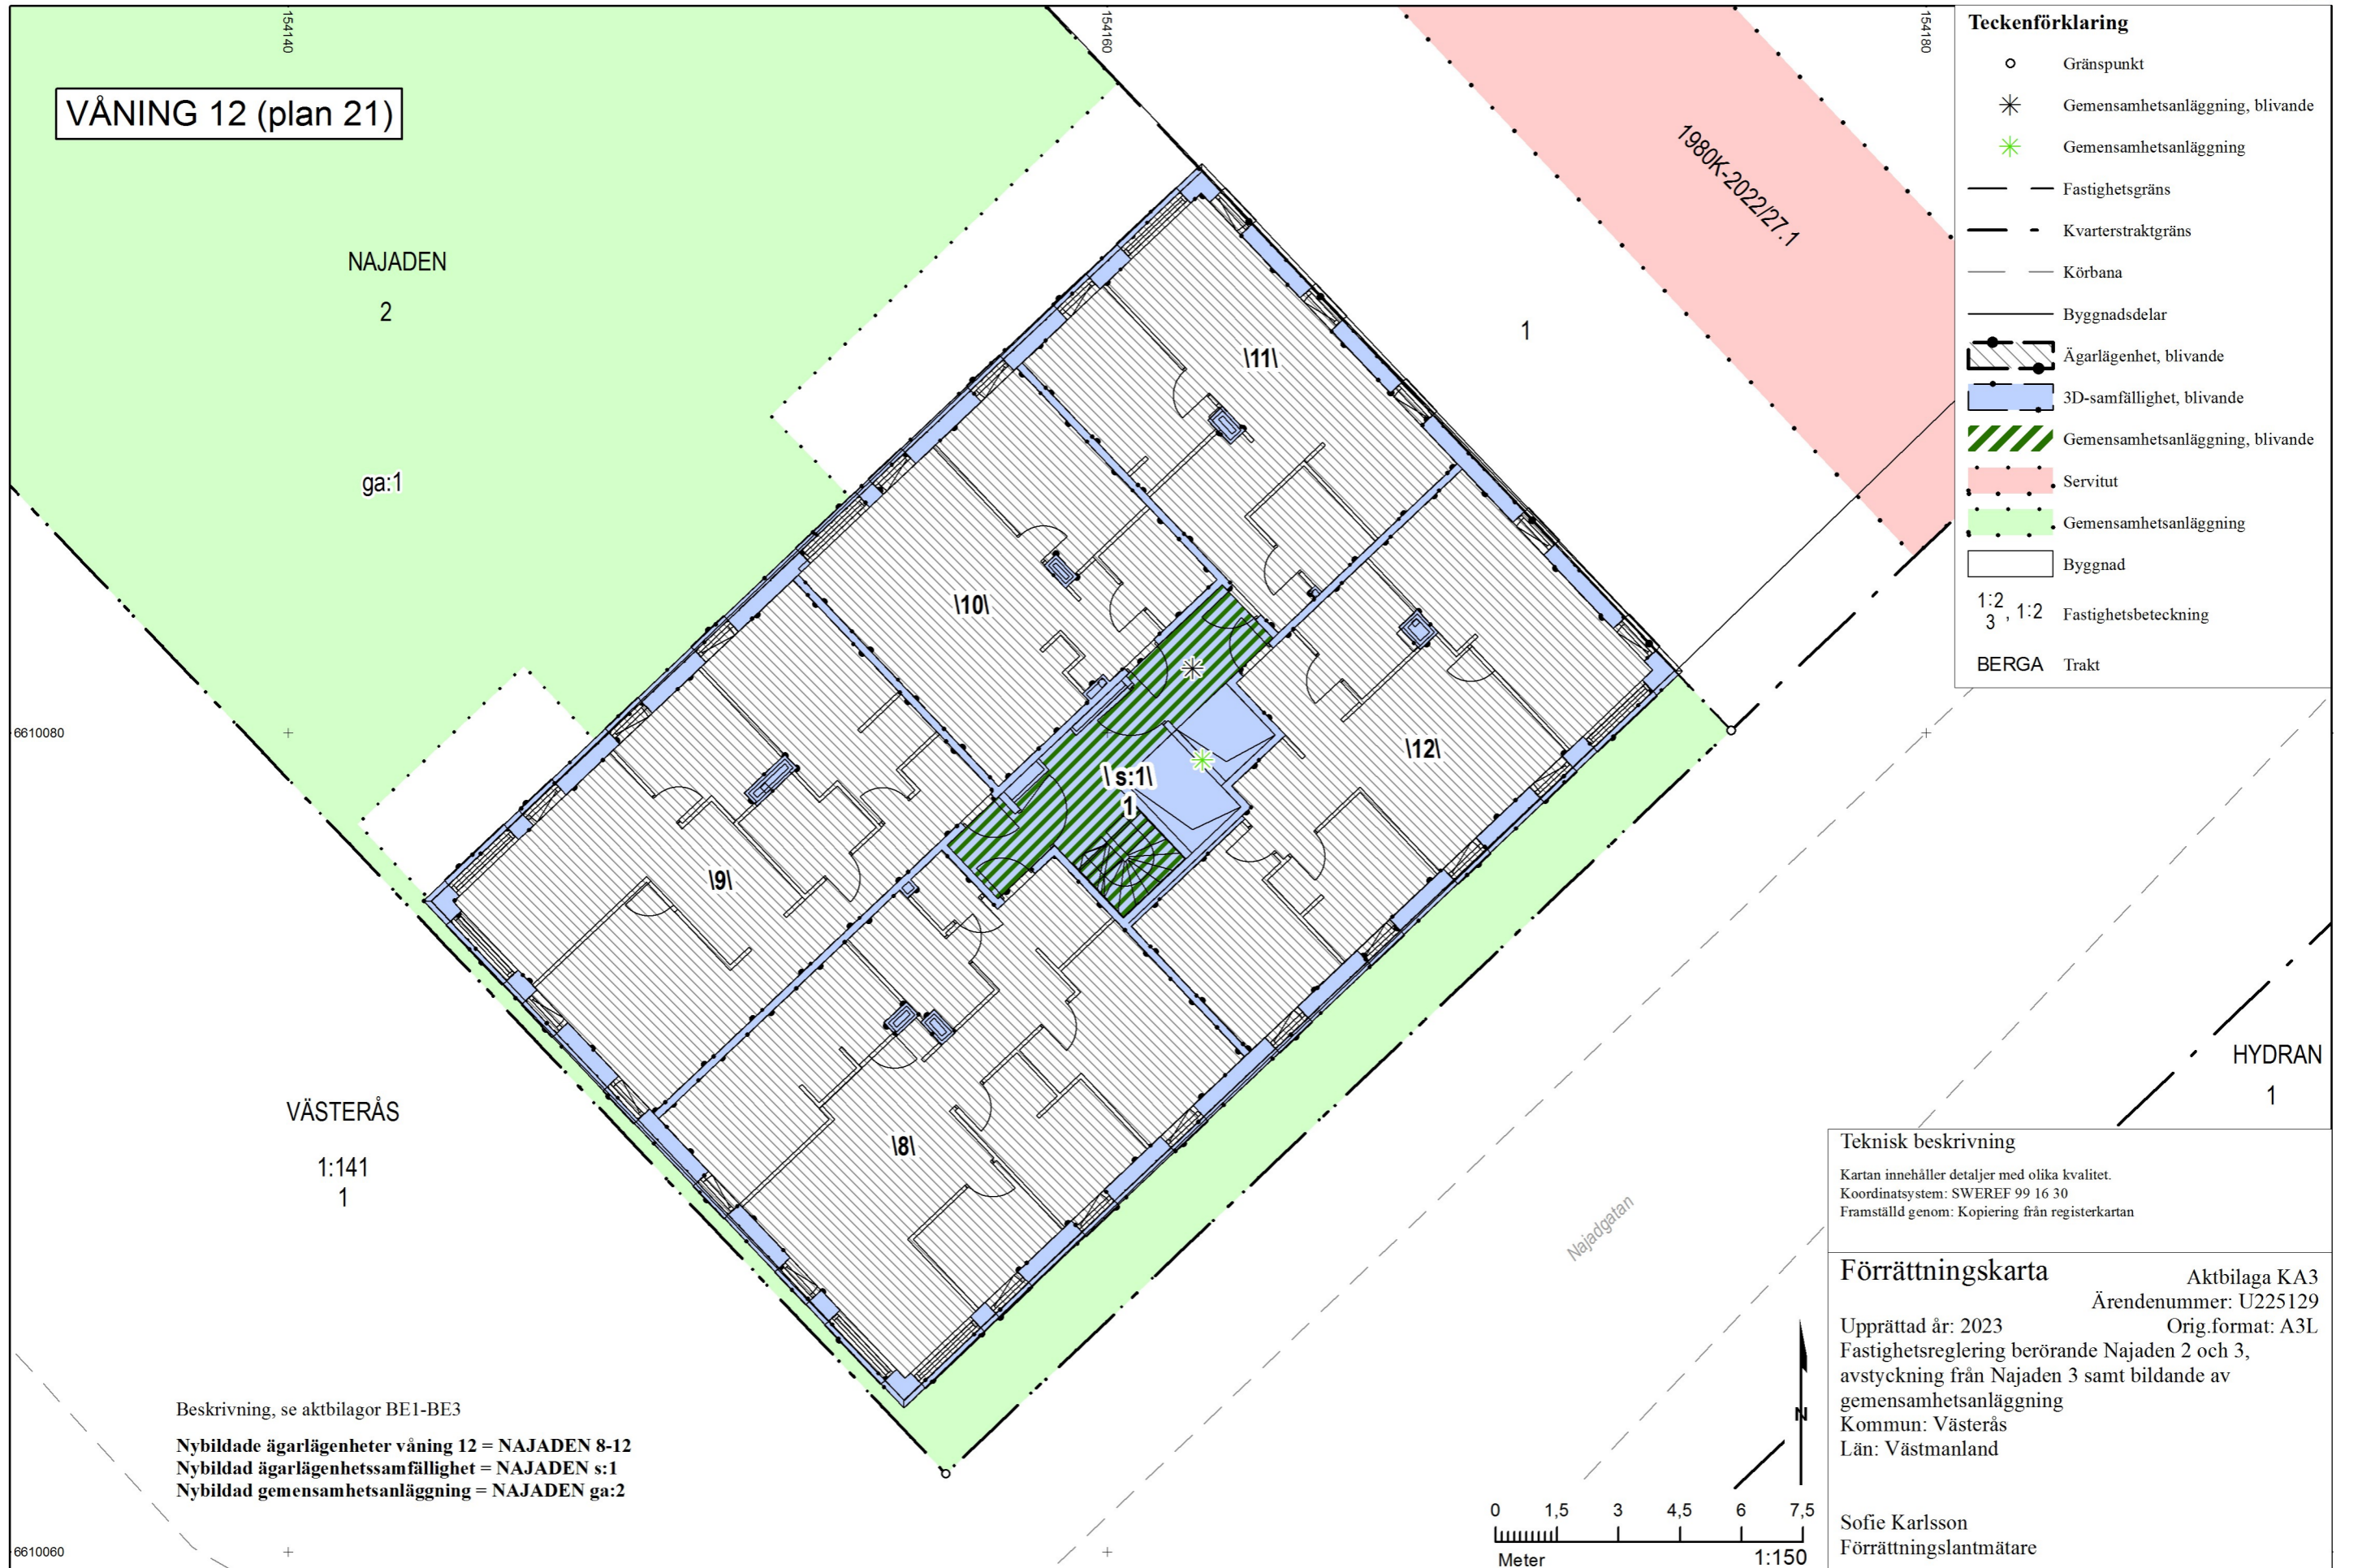 154140
154160
154180
VÅNING 12 (plan 21)
NAJADEN
2
ga:1
1980K-2022/27.1
1
\11\
\10\
\12\
\ s:1\
1
\9\
\8\
6610080
6610060
VÄSTERÅS
1:141
1
HYDRAN
1
Najadgatan
Teckenförklaring
Gränspunkt
Gemensamhetsanläggning, blivande
Gemensamhetsanläggning
Fastighetsgräns
Kvarterstraktgräns
Körbana
Byggnadsdelar
Ägarlägenhet, blivande
3D-samfällighet, blivande
Gemensamhetsanläggning, blivande
Servitut
Gemensamhetsanläggning
Byggnad
1:2
3 , 1:2 Fastighetsbeteckning
BERGA Trakt
Beskrivning, se aktbilagor BE1-BE3
Nybildade ägarlägenheter våning 12 = NAJADEN 8-12
Nybildad ägarlägenhetssamfällighet = NAJADEN s:1
Nybildad gemensamhetsanläggning = NAJADEN ga:2
0 1,5 3 4,5 6 7,5
Meter 1:150
N
Teknisk beskrivning
Kartan innehåller detaljer med olika kvalitet.
Koordinatsystem: SWEREF 99 16 30
Framställd genom: Kopiering från registerkartan
Förrättningskarta
Aktbilaga KA3
Ärendenummer: U225129
Upprättad år: 2023 Orig.format: A3L
Fastighetsreglering berörande Najaden 2 och 3,
avstyckning från Najaden 3 samt bildande av
gemensamhetsanläggning
Kommun: Västerås
Län: Västmanland
Sofie Karlsson
Förrättningslantmätare